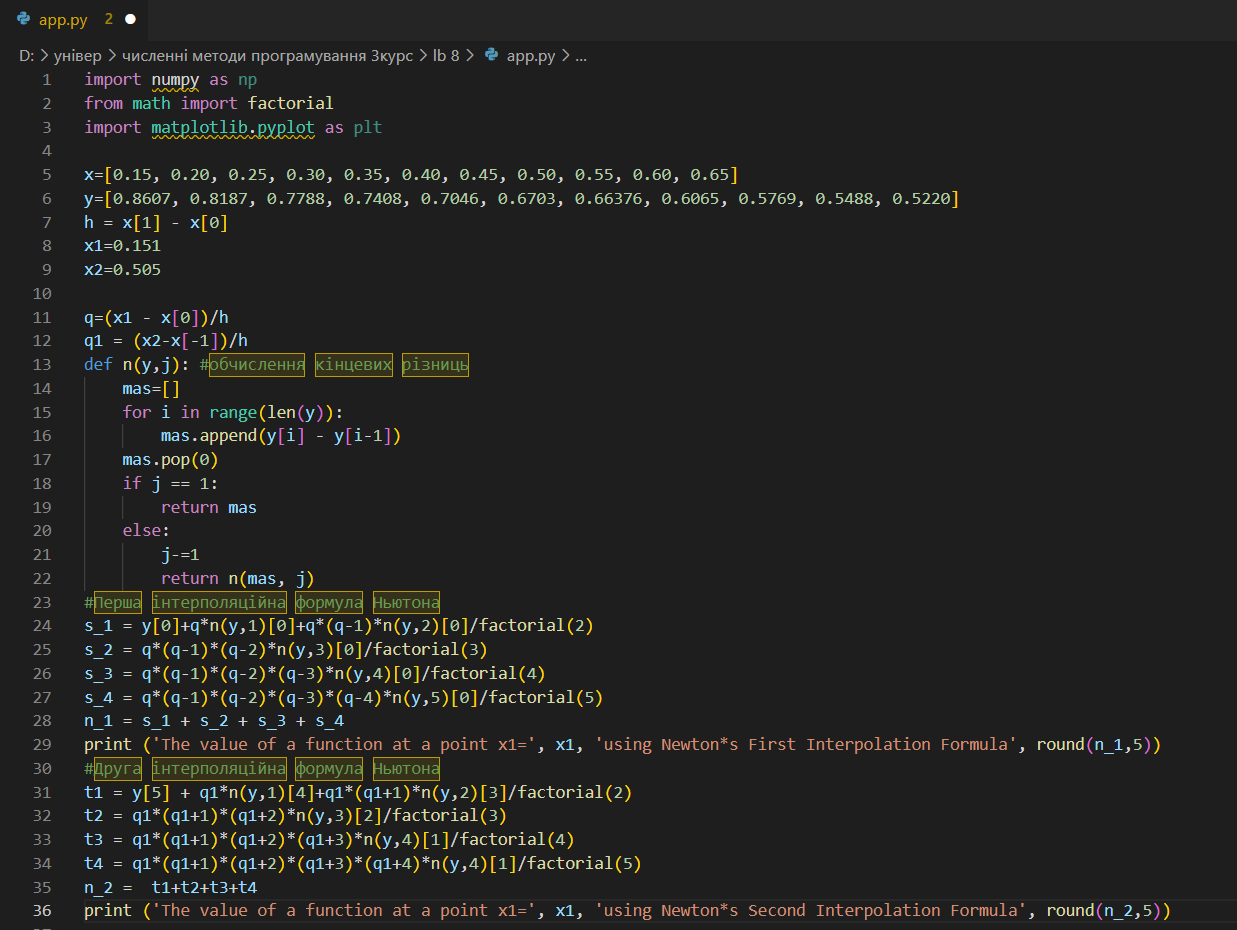 app.py 2
D: > універ > численні методи програмування 3курс > lb 8 > app.py > ...
1 import numpy as np
2 from math import factorial
3 import matplotlib.pyplot as plt
4
5 x=[0.15, 0.20, 0.25, 0.30, 0.35, 0.40, 0.45, 0.50, 0.55, 0.60, 0.65]
6 y=[0.8607, 0.8187, 0.7788, 0.7408, 0.7046, 0.6703, 0.66376, 0.6065, 0.5769, 0.5488, 0.5220]
7 h = x[1] - x[0]
8 x1=0.151
9 x2=0.505
10
11 q=(x1 - x[0])/h
12 q1 = (x2-x[-1])/h
13 def n(y,j): #обчислення кінцевих різниць
14     mas=[]
15     for i in range(len(y)):
16         mas.append(y[i] - y[i-1])
17     mas.pop(0)
18     if j == 1:
19         return mas
20     else:
21         j-=1
22         return n(mas, j)
23 #Перша інтерполяційна формула Ньютона
24 s_1 = y[0]+q*n(y,1)[0]+q*(q-1)*n(y,2)[0]/factorial(2)
25 s_2 = q*(q-1)*(q-2)*n(y,3)[0]/factorial(3)
26 s_3 = q*(q-1)*(q-2)*(q-3)*n(y,4)[0]/factorial(4)
27 s_4 = q*(q-1)*(q-2)*(q-3)*(q-4)*n(y,5)[0]/factorial(5)
28 n_1 = s_1 + s_2 + s_3 + s_4
29 print ('The value of a function at a point x1=', x1, 'using Newton*s First Interpolation Formula', round(n_1,5))
30 #Друга інтерполяційна формула Ньютона
31 t1 = y[5] + q1*n(y,1)[4]+q1*(q1+1)*n(y,2)[3]/factorial(2)
32 t2 = q1*(q1+1)*(q1+2)*n(y,3)[2]/factorial(3)
33 t3 = q1*(q1+1)*(q1+2)*(q1+3)*n(y,4)[1]/factorial(4)
34 t4 = q1*(q1+1)*(q1+2)*(q1+3)*(q1+4)*n(y,4)[1]/factorial(5)
35 n_2 =  t1+t2+t3+t4
36 print ('The value of a function at a point x1=', x1, 'using Newton*s Second Interpolation Formula', round(n_2,5))